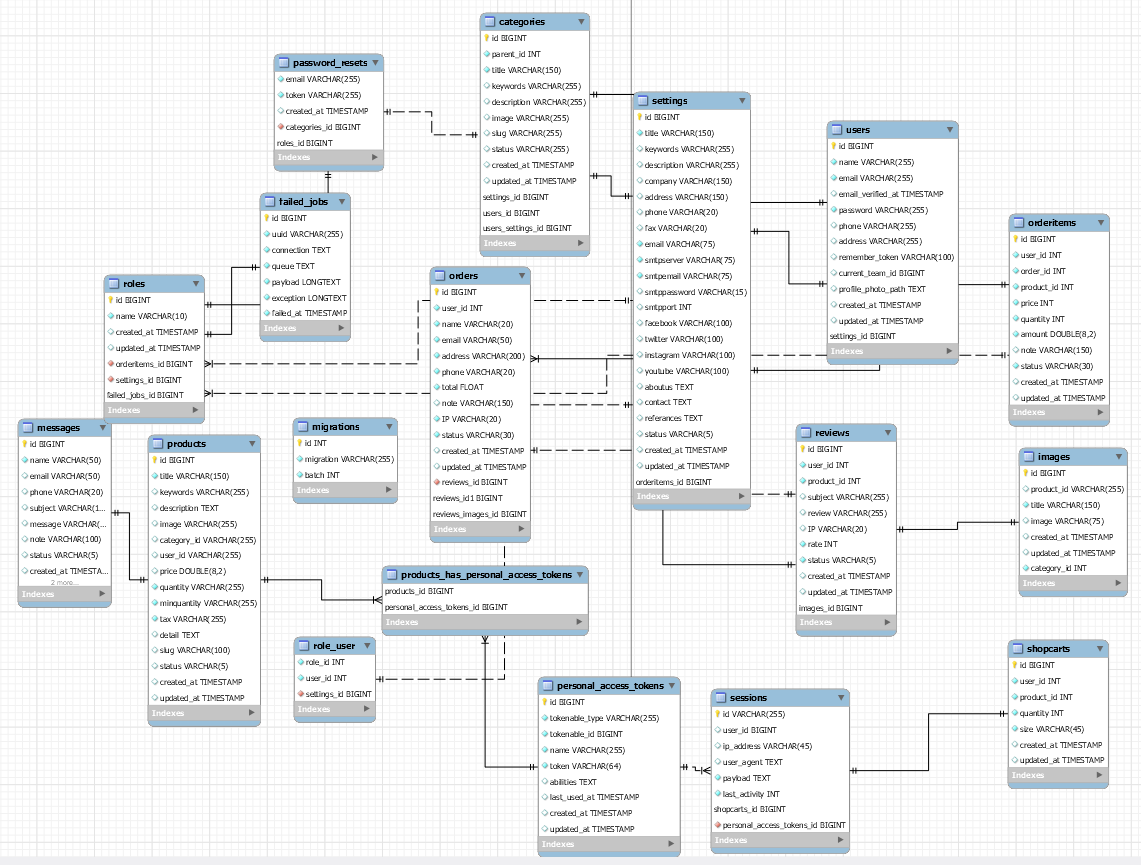 categories
id BIGINT
parent_id INT
title VARCHAR(150)
keywords VARCHAR(255)
description VARCHAR(255)
image VARCHAR(255)
slug VARCHAR(255)
status VARCHAR(255)
created_at TIMESTAMP
updated_at TIMESTAMP
settings_id BIGINT
users_id BIGINT
users_settings_id BIGINT
Indexes
password_resets
email VARCHAR(255)
token VARCHAR(255)
created_at TIMESTAMP
categories_id BIGINT
roles_id BIGINT
Indexes
settings
id BIGINT
title VARCHAR(150)
keywords VARCHAR(255)
description VARCHAR(255)
company VARCHAR(150)
address VARCHAR(150)
phone VARCHAR(20)
fax VARCHAR(20)
email VARCHAR(75)
smtpserver VARCHAR(75)
smtpemail VARCHAR(75)
smtppassword VARCHAR(15)
smtpport INT
facebook VARCHAR(100)
twitter VARCHAR(100)
instagram VARCHAR(100)
youtube VARCHAR(100)
aboutus TEXT
contact TEXT
referances TEXT
status VARCHAR(5)
created_at TIMESTAMP
updated_at TIMESTAMP
orderitems_id BIGINT
Indexes
users
id BIGINT
name VARCHAR(255)
email VARCHAR(255)
email_verified_at TIMESTAMP
password VARCHAR(255)
phone VARCHAR(255)
address VARCHAR(255)
remember_token VARCHAR(100)
current_team_id BIGINT
profile_photo_path TEXT
created_at TIMESTAMP
updated_at TIMESTAMP
settings_id BIGINT
Indexes
failed_jobs
id BIGINT
uuid VARCHAR(255)
connection TEXT
queue TEXT
payload LONGTEXT
exception LONGTEXT
failed_at TIMESTAMP
Indexes
orderitems
id BIGINT
user_id INT
order_id INT
product_id INT
price INT
quantity INT
amount DOUBLE(8,2)
note VARCHAR(150)
status VARCHAR(30)
created_at TIMESTAMP
updated_at TIMESTAMP
Indexes
roles
id BIGINT
name VARCHAR(10)
created_at TIMESTAMP
updated_at TIMESTAMP
orderitems_id BIGINT
settings_id BIGINT
failed_jobs_id BIGINT
Indexes
orders
id BIGINT
user_id INT
name VARCHAR(20)
email VARCHAR(50)
address VARCHAR(200)
phone VARCHAR(20)
total FLOAT
note VARCHAR(150)
IP VARCHAR(20)
status VARCHAR(30)
created_at TIMESTAMP
updated_at TIMESTAMP
reviews_id BIGINT
reviews_id1 BIGINT
reviews_images_id BIGINT
Indexes
messages
id BIGINT
name VARCHAR(50)
email VARCHAR(50)
phone VARCHAR(20)
subject VARCHAR(1...
message VARCHAR(...
note VARCHAR(100)
status VARCHAR(5)
created_at TIMESTA...
2 more...
Indexes
products
id BIGINT
title VARCHAR(150)
keywords VARCHAR(255)
description TEXT
image VARCHAR(255)
category_id VARCHAR(255)
user_id VARCHAR(255)
price DOUBLE(8,2)
quantity VARCHAR(255)
minquantity VARCHAR(255)
tax VARCHAR(255)
detail TEXT
slug VARCHAR(100)
status VARCHAR(5)
created_at TIMESTAMP
updated_at TIMESTAMP
Indexes
migrations
id INT
migration VARCHAR(255)
batch INT
Indexes
reviews
id BIGINT
user_id INT
product_id INT
subject VARCHAR(255)
review VARCHAR(255)
IP VARCHAR(20)
rate INT
status VARCHAR(5)
created_at TIMESTAMP
updated_at TIMESTAMP
images_id BIGINT
Indexes
images
id BIGINT
product_id VARCHAR(255)
title VARCHAR(150)
image VARCHAR(75)
created_at TIMESTAMP
updated_at TIMESTAMP
category_id INT
Indexes
products_has_personal_access_tokens
products_id BIGINT
personal_access_tokens_id BIGINT
Indexes
role_user
role_id INT
user_id INT
settings_id BIGINT
Indexes
personal_access_tokens
id BIGINT
tokenable_type VARCHAR(255)
tokenable_id BIGINT
name VARCHAR(255)
token VARCHAR(64)
abilities TEXT
last_used_at TIMESTAMP
created_at TIMESTAMP
updated_at TIMESTAMP
Indexes
sessions
id VARCHAR(255)
user_id BIGINT
ip_address VARCHAR(45)
user_agent TEXT
payload TEXT
last_activity INT
shopcarts_id BIGINT
personal_access_tokens_id BIGINT
Indexes
shopcarts
id BIGINT
user_id INT
product_id INT
quantity INT
size VARCHAR(45)
created_at TIMESTAMP
updated_at TIMESTAMP
Indexes